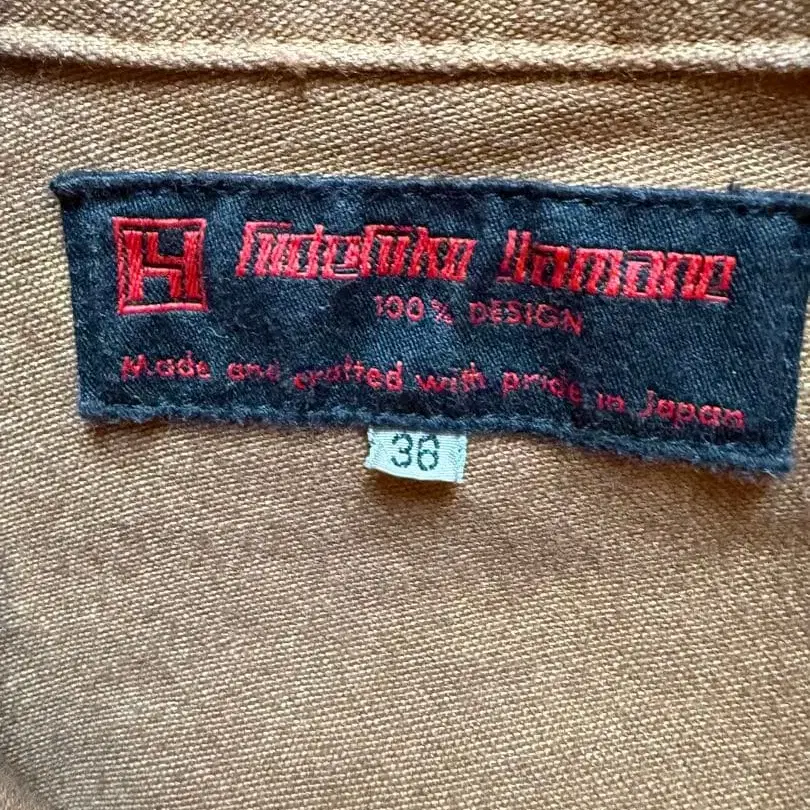 H Hidehiko Yamane
100% DESIGN
Made and crafted with pride in Japan
36